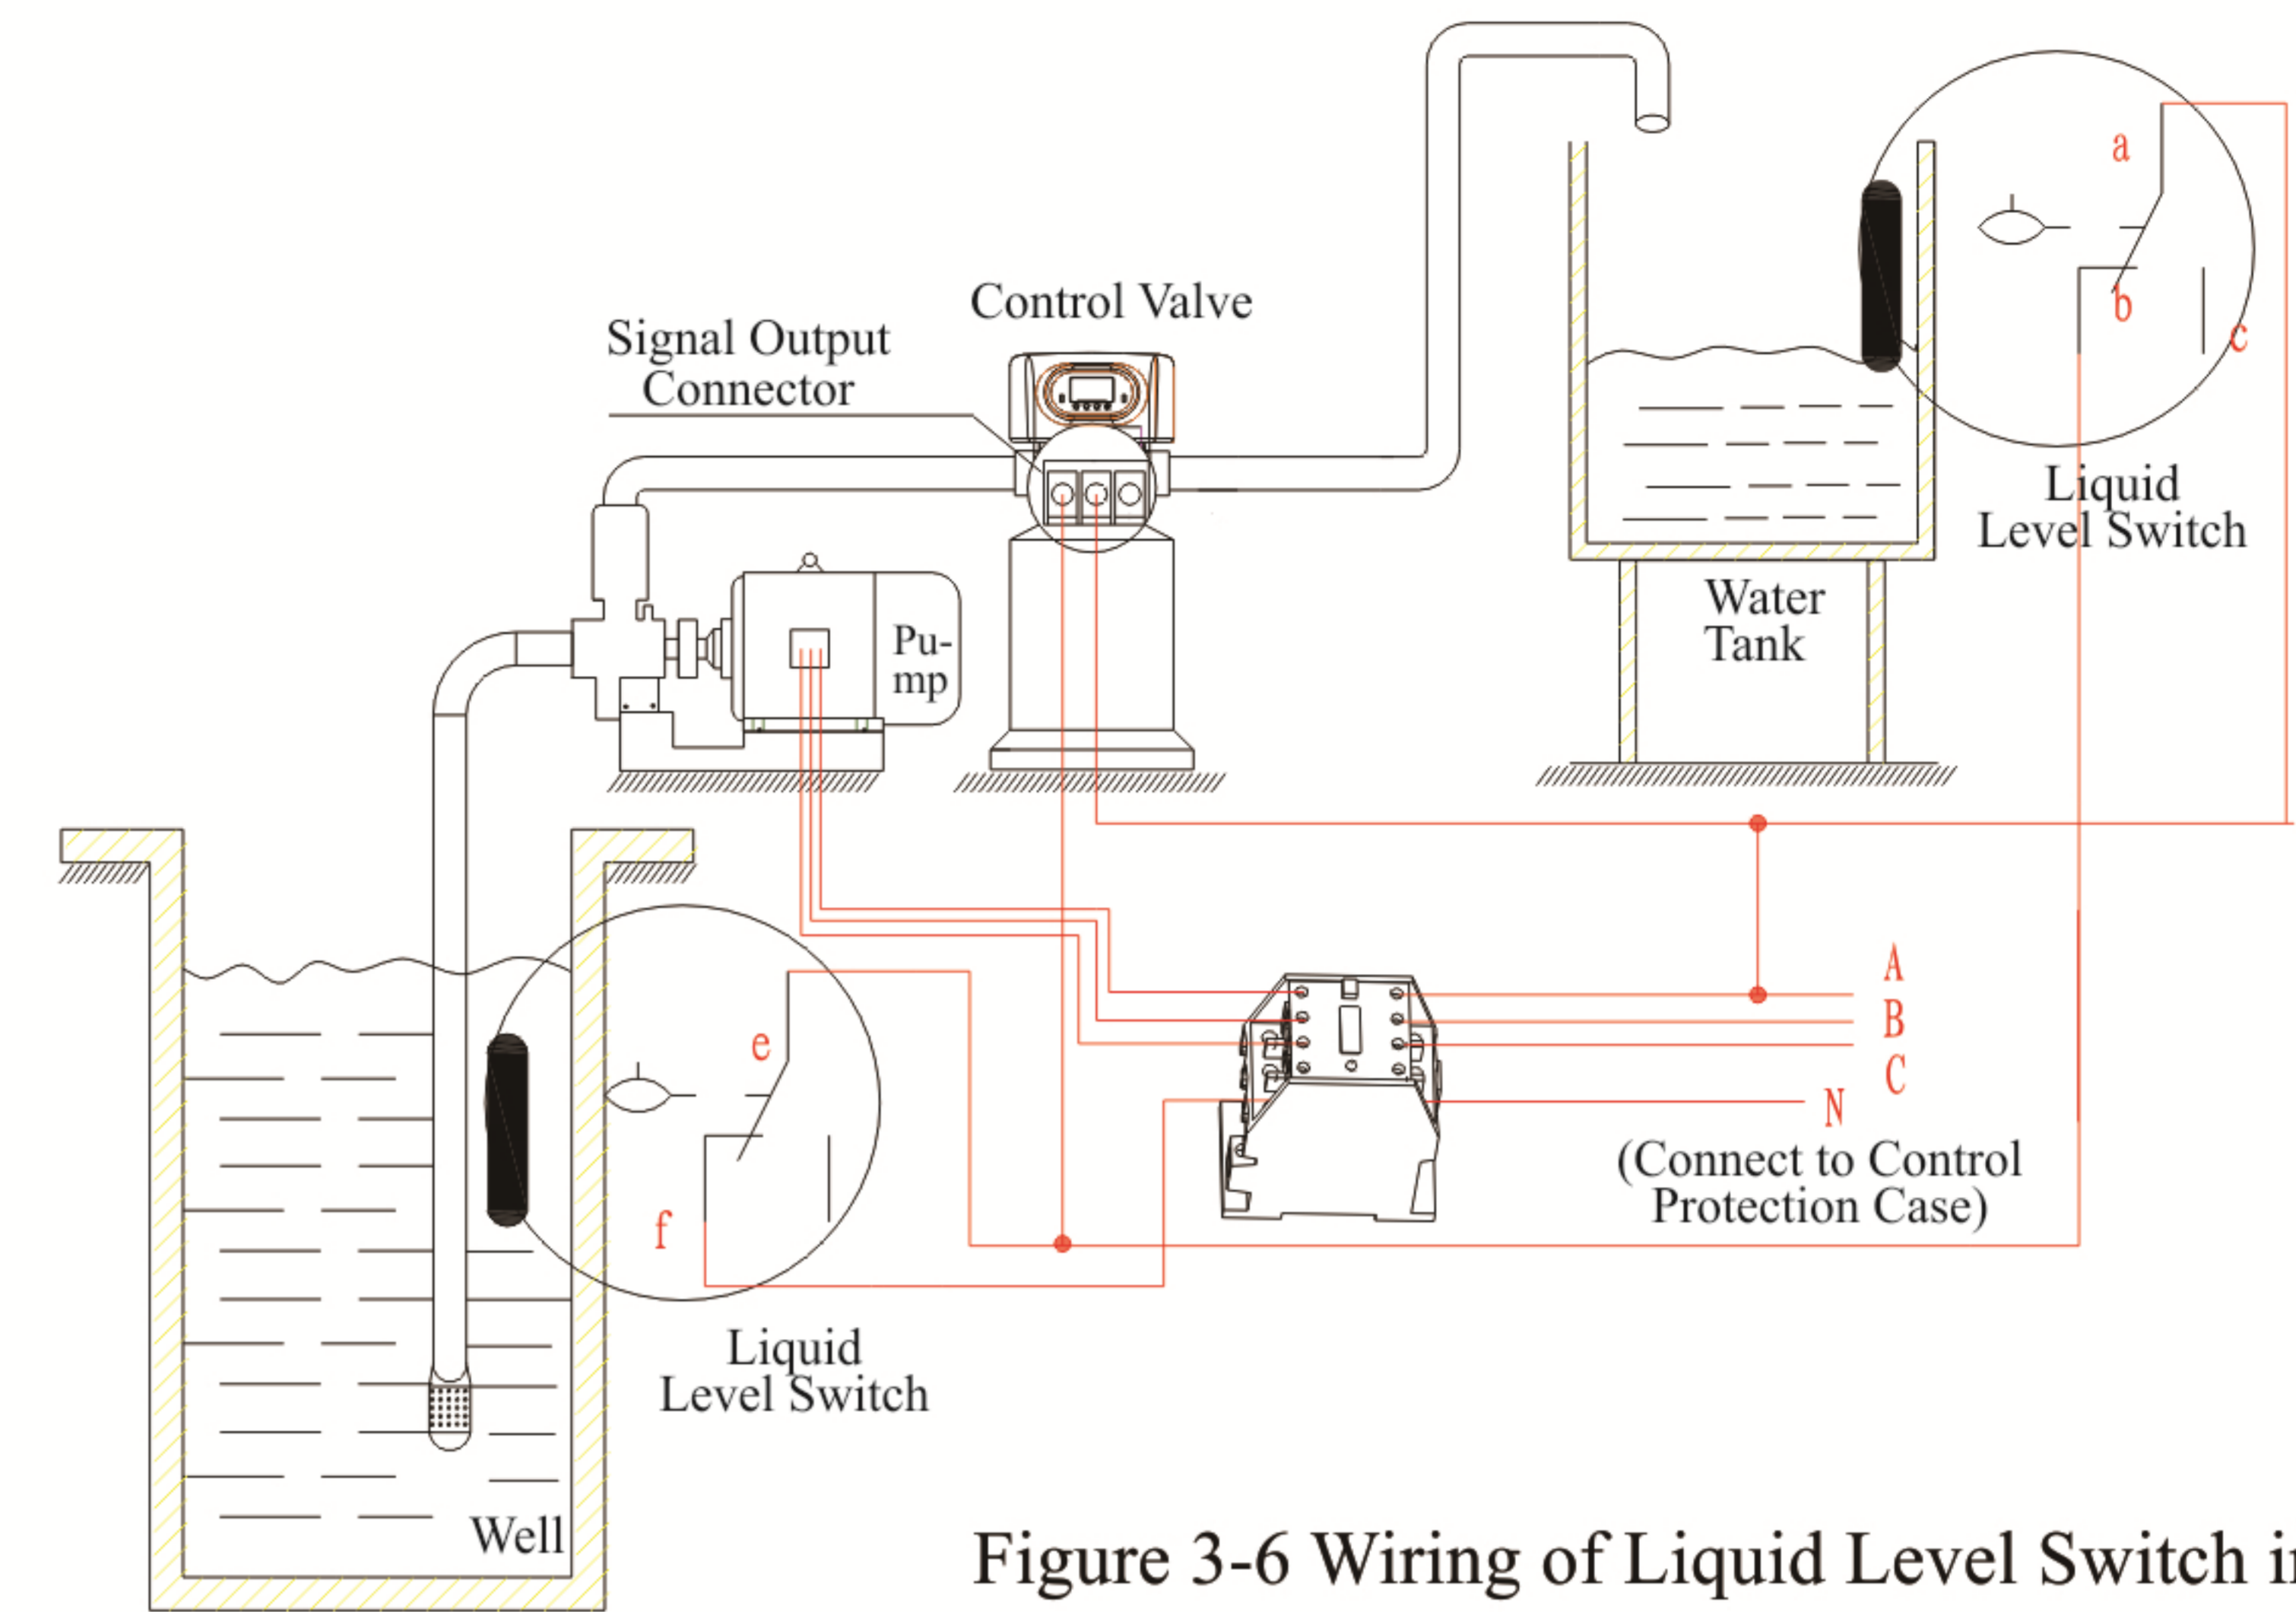 Control Valve
Signal Output
Connector
a
b
c
Liquid
Level Switch
Water
Tank
Pu-
mp
A
B
C
N
(Connect to Control
Protection Case)
e
f
Liquid
Level Switch
Well
Figure 3-6 Wiring of Liquid Level Switch in